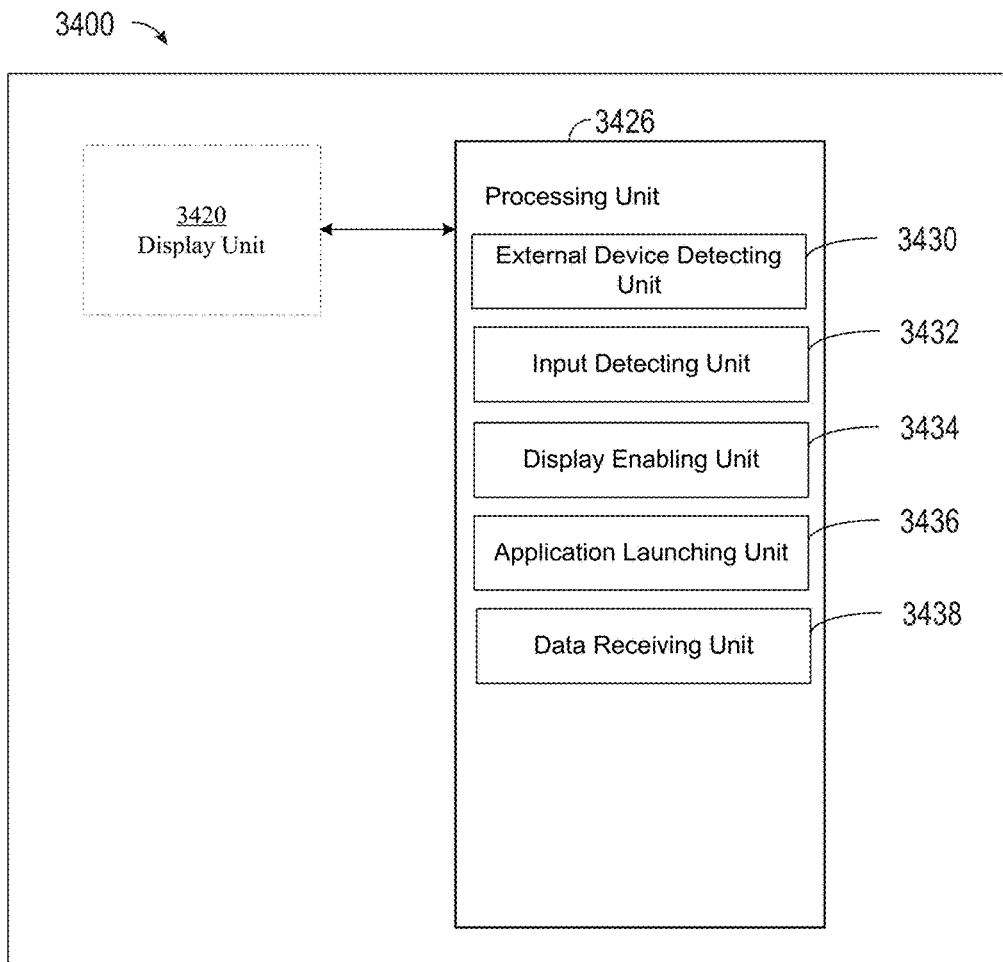 3400
3426
3420
Display Unit
Processing Unit
External Device Detecting
Unit
3430
Input Detecting Unit
3432
Display Enabling Unit
3434
Application Launching Unit
3436
Data Receiving Unit
3438